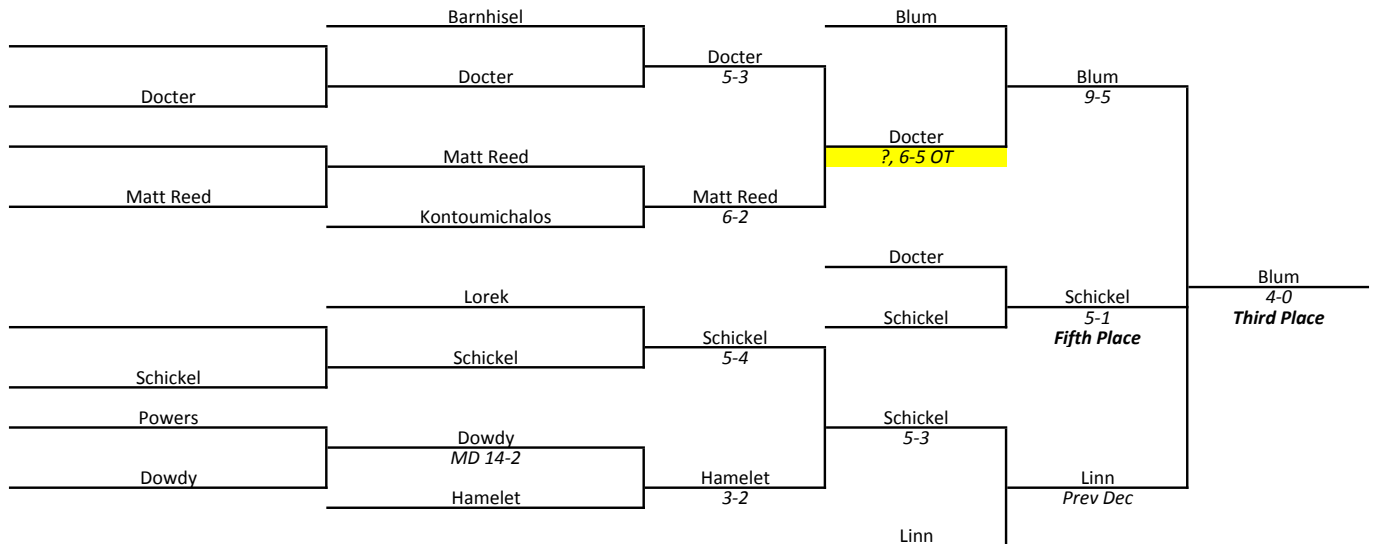 Barnhisel
Blum
Docter
5-3
Docter
Blum
9-5
Docter
Docter
?, 6-5 OT
Matt Reed
Matt Reed
Matt Reed
6-2
Kontoumichalos
Docter
Blum
4-0
Third Place
Lorek
Schickel
5-1
Fifth Place
Schickel
Schickel
5-4
Schickel
Schickel
Powers
Schickel
5-3
Dowdy
MD 14-2
Dowdy
Hamelet
3-2
Linn
Prev Dec
Hamelet
Linn